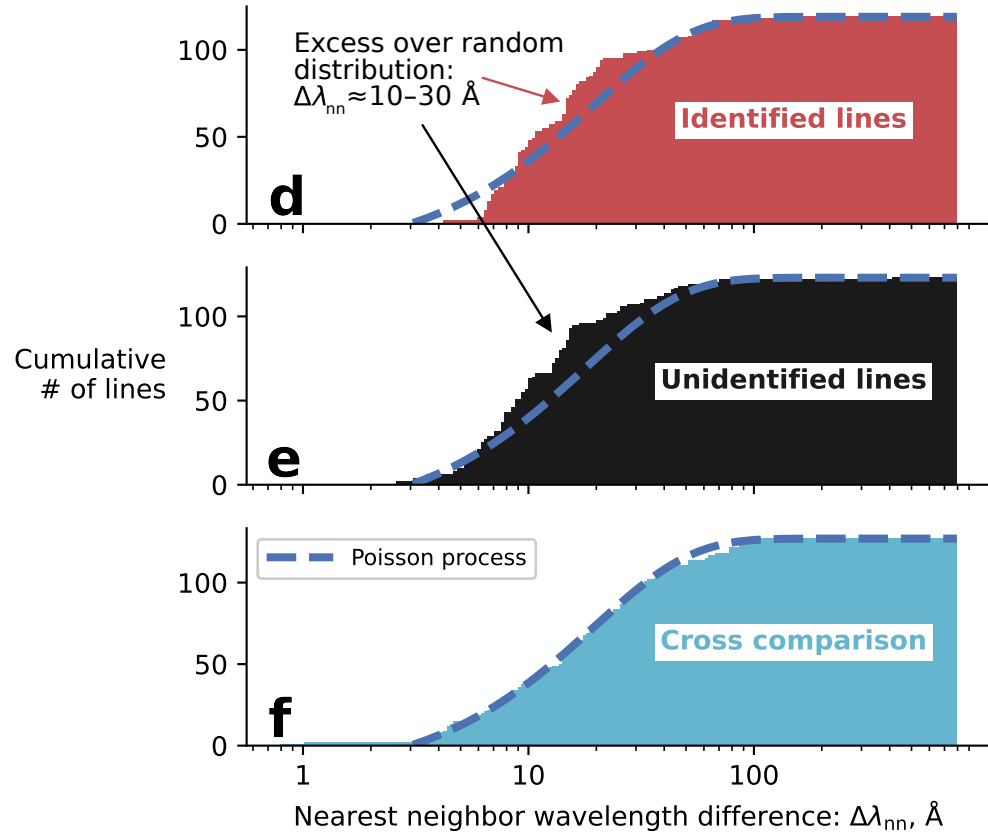 100
50
0
Excess over random
distribution:
Δλnn≈10–30 Å
Identified lines
d
Cumulative
# of lines
100
50
0
Unidentified lines
e
100
50
0
Poisson process
Cross comparison
f
1
10
100
Nearest neighbor wavelength difference: Δλnn, Å